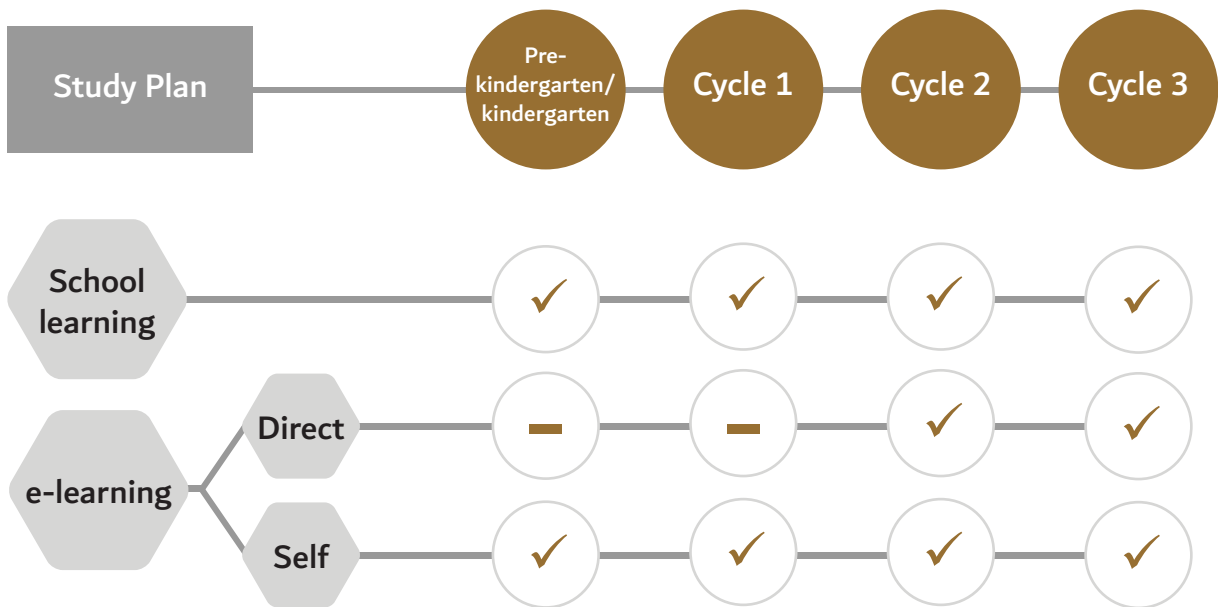 Study Plan
Pre-
kindergarten/
kindergarten
Cycle 1
Cycle 2
Cycle 3
School
learning
e-learning
Direct
Self